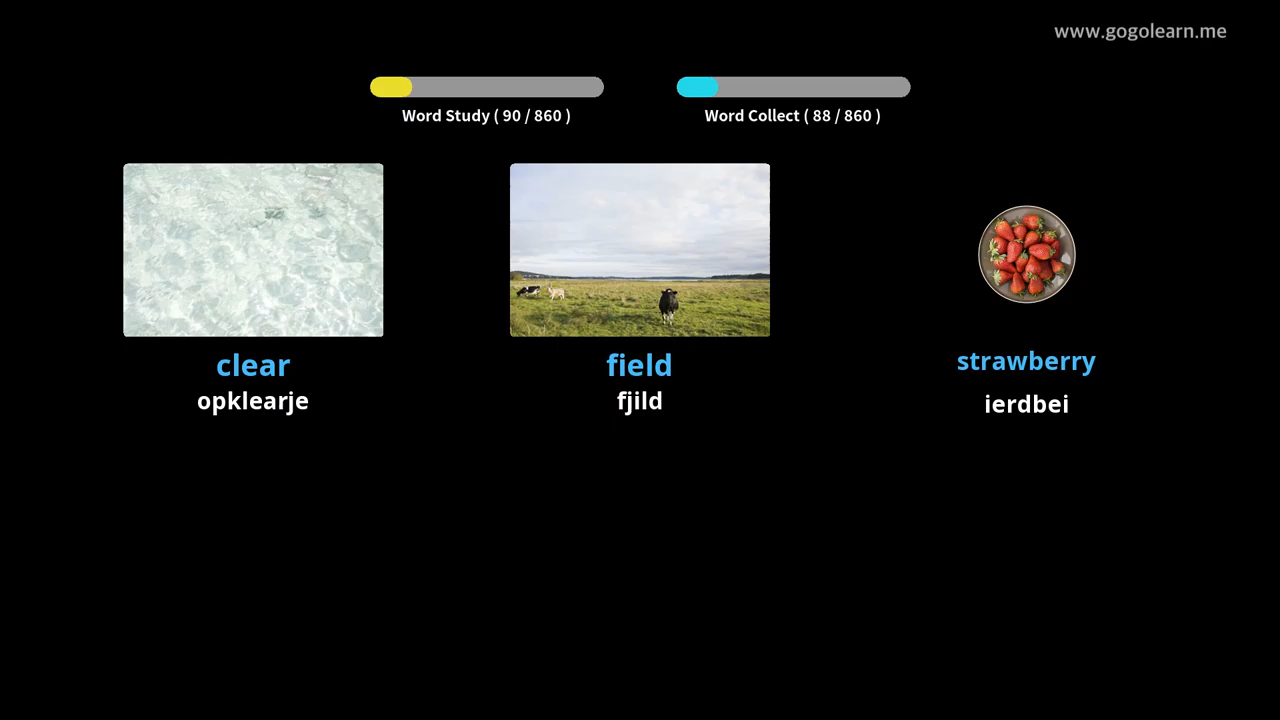 www.gogolearn.me
Word Study ( 90 / 860 )
Word Collect ( 88 / 860 )
clear
opklearje
field
fjild
strawberry
ierdbei